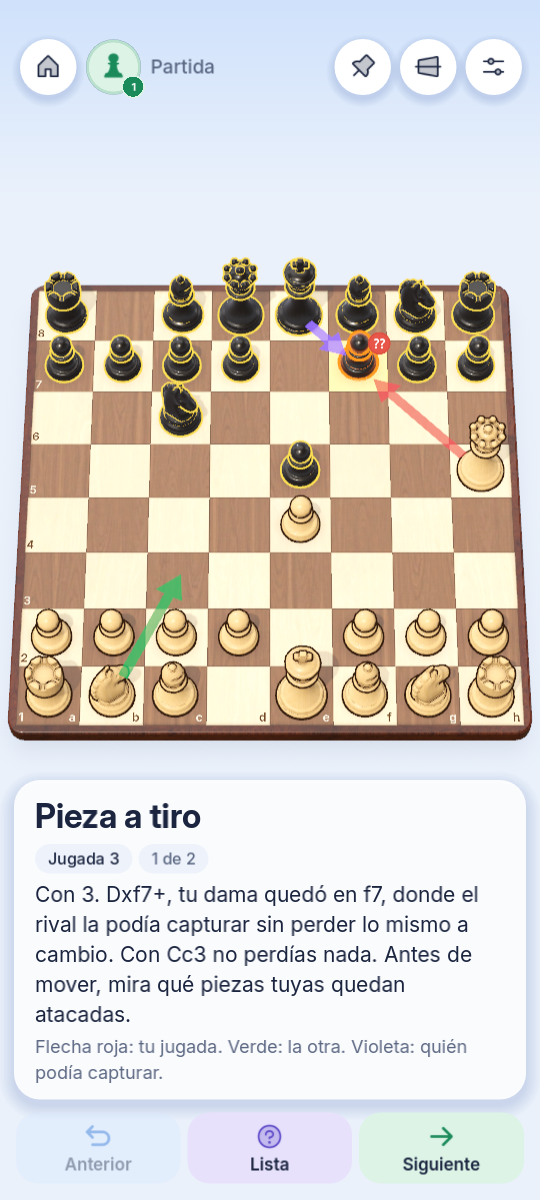 1
Partida
8
7
6
5
4
3
2
1
a
b
c
d
e
f
g
h
??
Pieza a tiro
Jugada 3
1 de 2
Con 3. Dxf7+, tu dama quedó en f7, donde el
rival la podía capturar sin perder lo mismo a
cambio. Con Cc3 no perdías nada. Antes de
mover, mira qué piezas tuyas quedan
atacadas.
Flecha roja: tu jugada. Verde: la otra. Violeta: quién
podía capturar.
Anterior
Lista
Siguiente